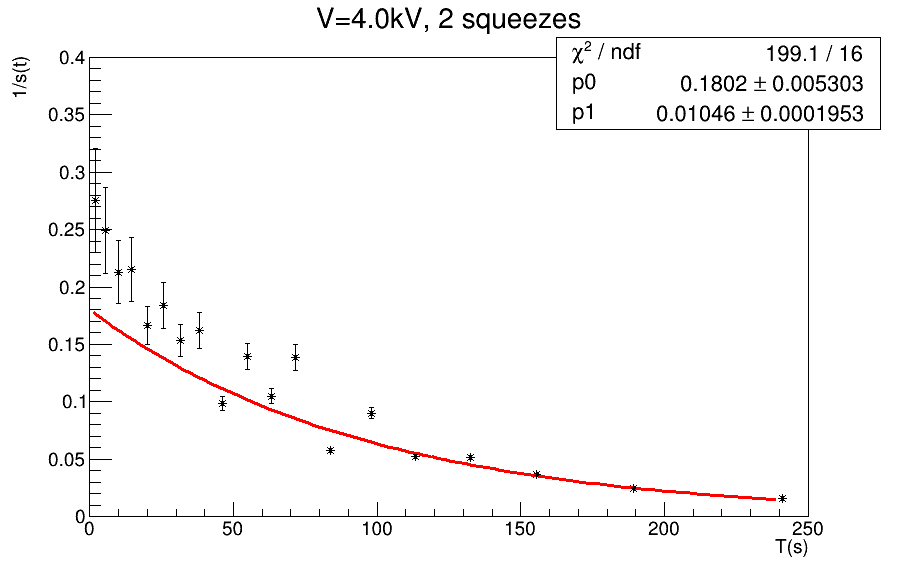 V=4.0kV, 2 squeezes
χ² / ndf 199.1 / 16
p0 0.1802 ± 0.005303
p1 0.01046 ± 0.0001953
1/s(t)
0.4
0.35
0.3
0.25
0.2
0.15
0.1
0.05
0
0 50 100 150 200 250
T(s)